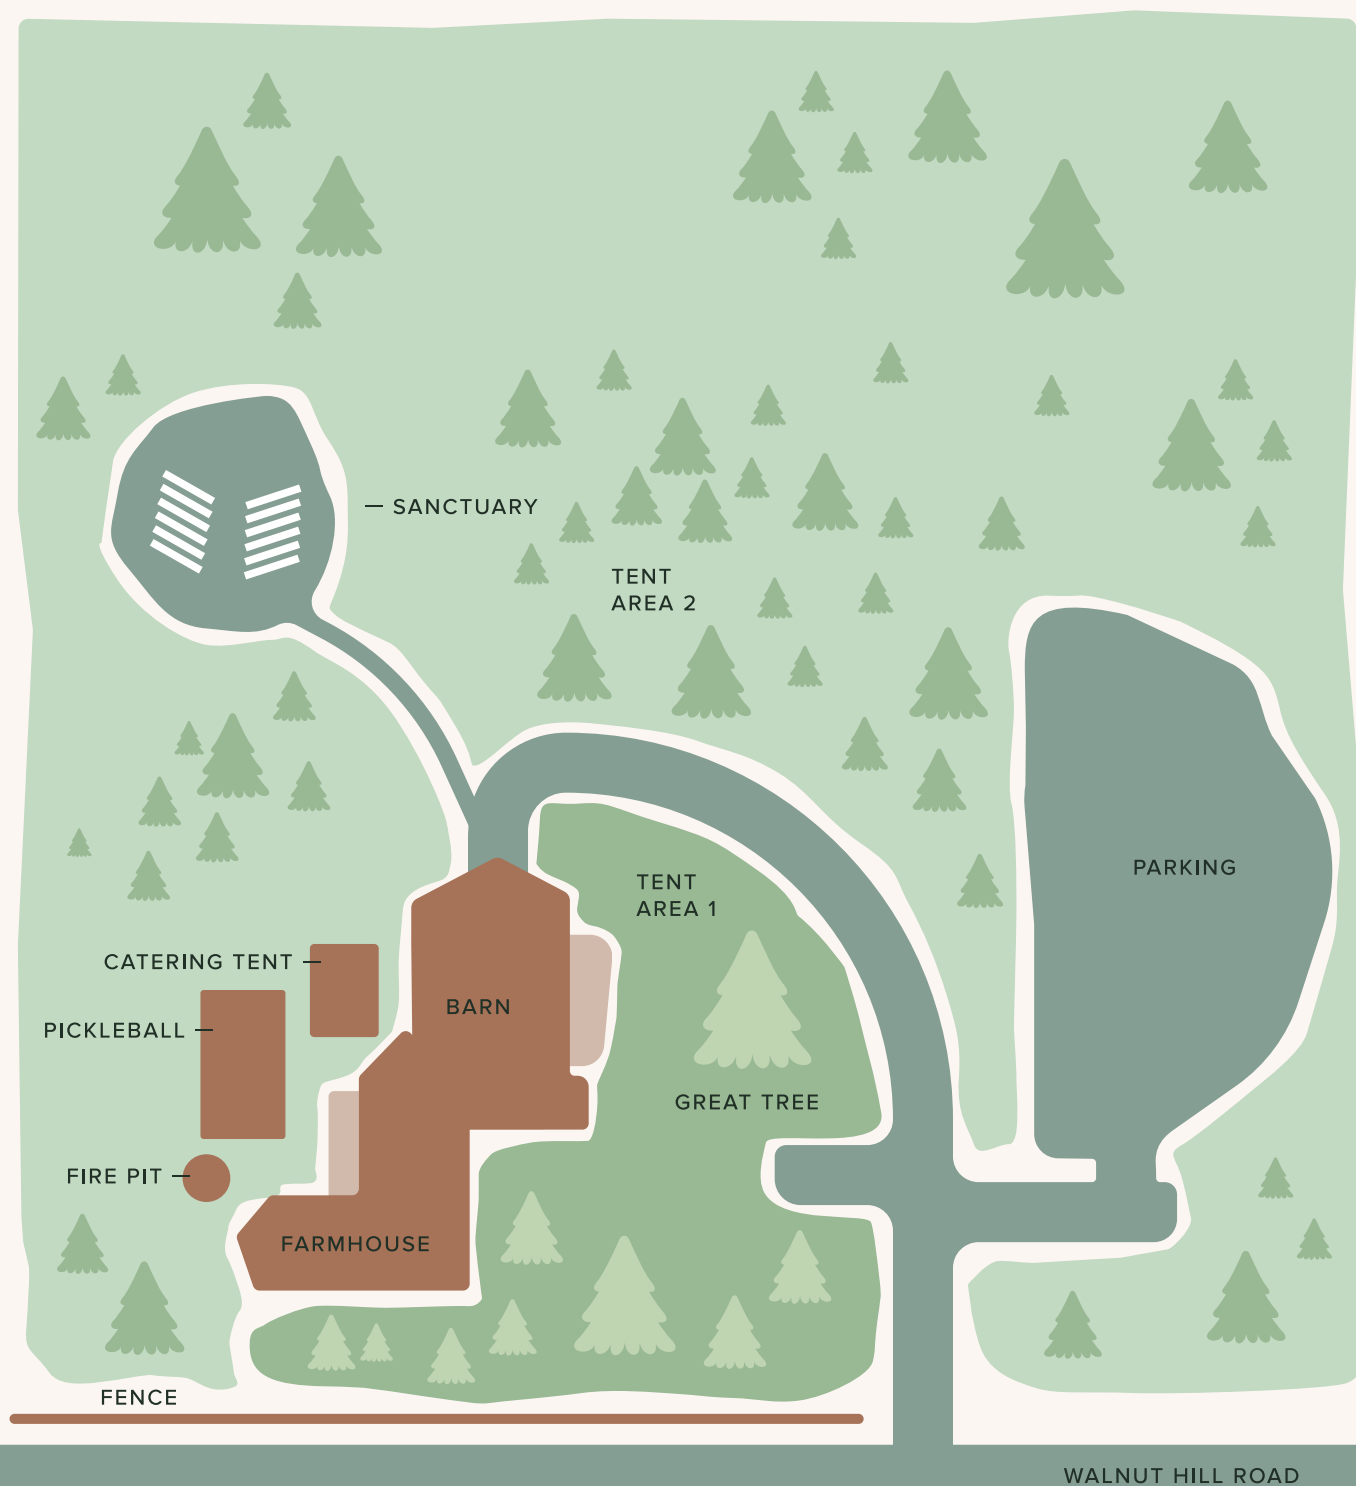 SANCTUARY
TENT
AREA 2
PARKING
TENT
AREA 1
CATERING TENT
BARN
PICKLEBALL
GREAT TREE
FIRE PIT
FARMHOUSE
FENCE
WALNUT HILL ROAD